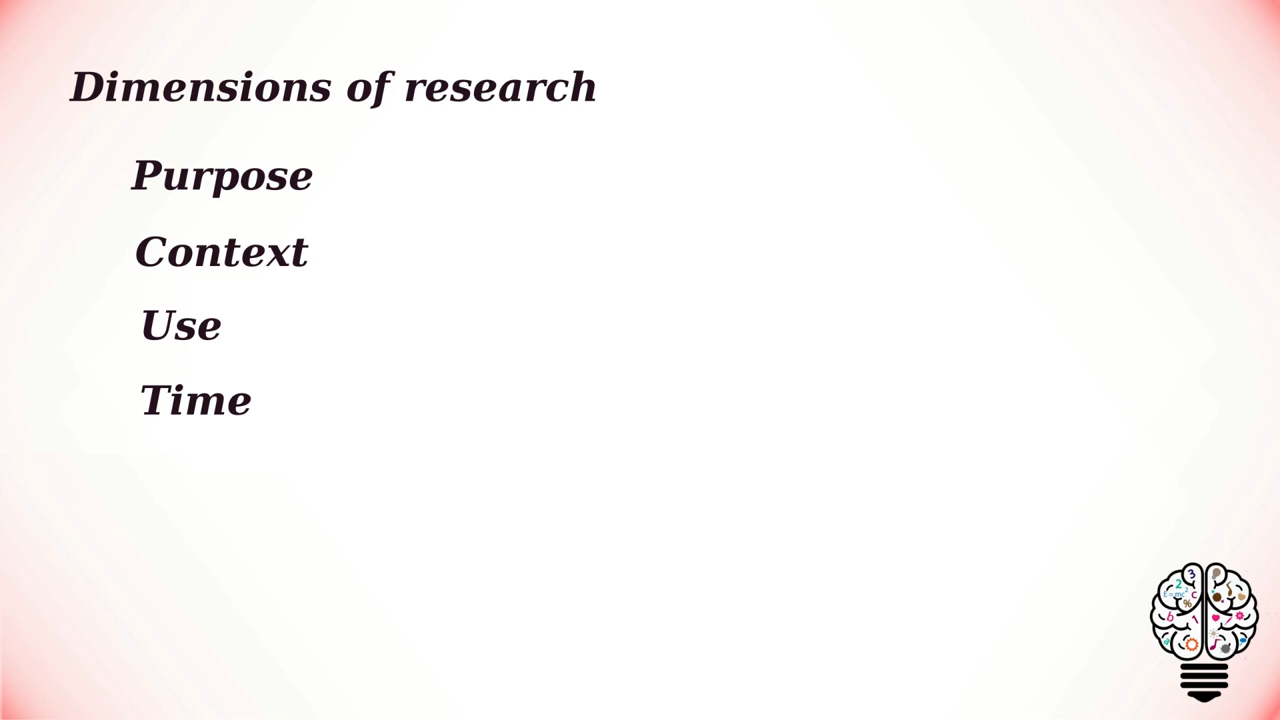 Dimensions of research
Purpose
Context
Use
Time